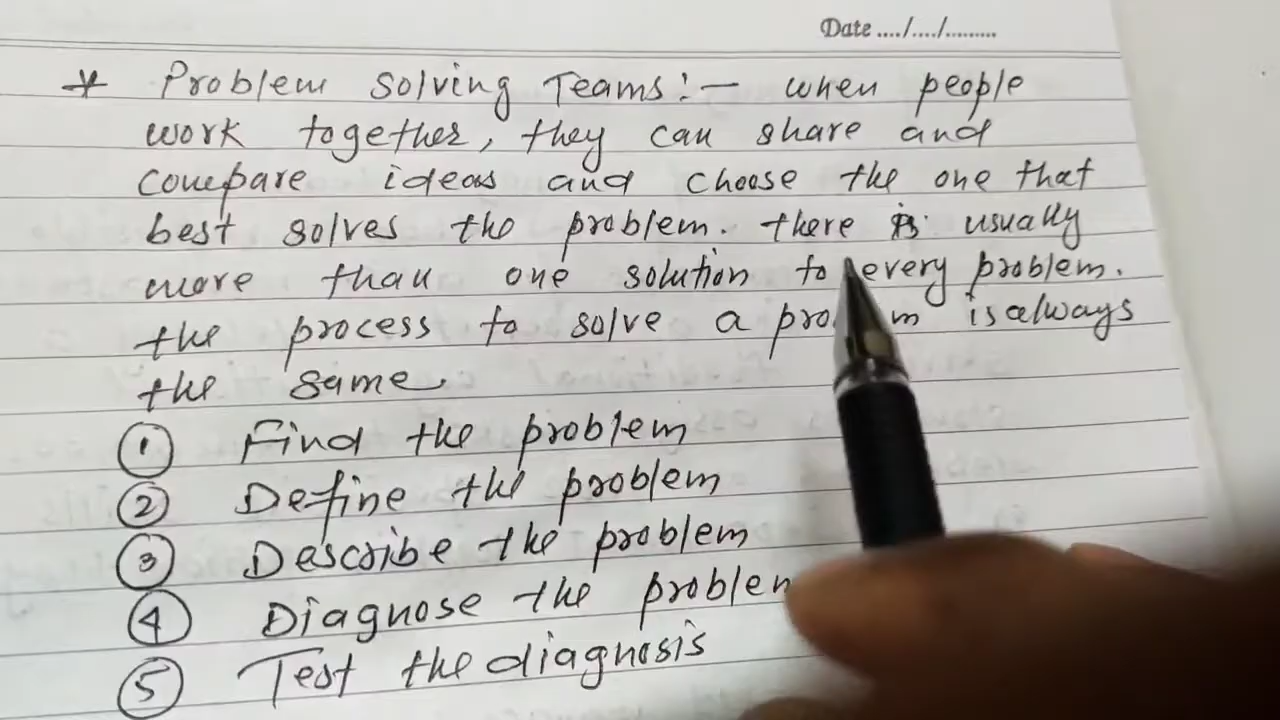 Date ..../..../.........
* Problem Solving Teams:- when people
work together, they can share and
compare ideas and choose the one that
best solves the problem. there is usually
more than one solution to every problem.
the process to solve a problem is always
the same.
① Find the problem
② Define the problem
③ Describe the problem
④ Diagnose the problem
⑤ Test the diagnosis